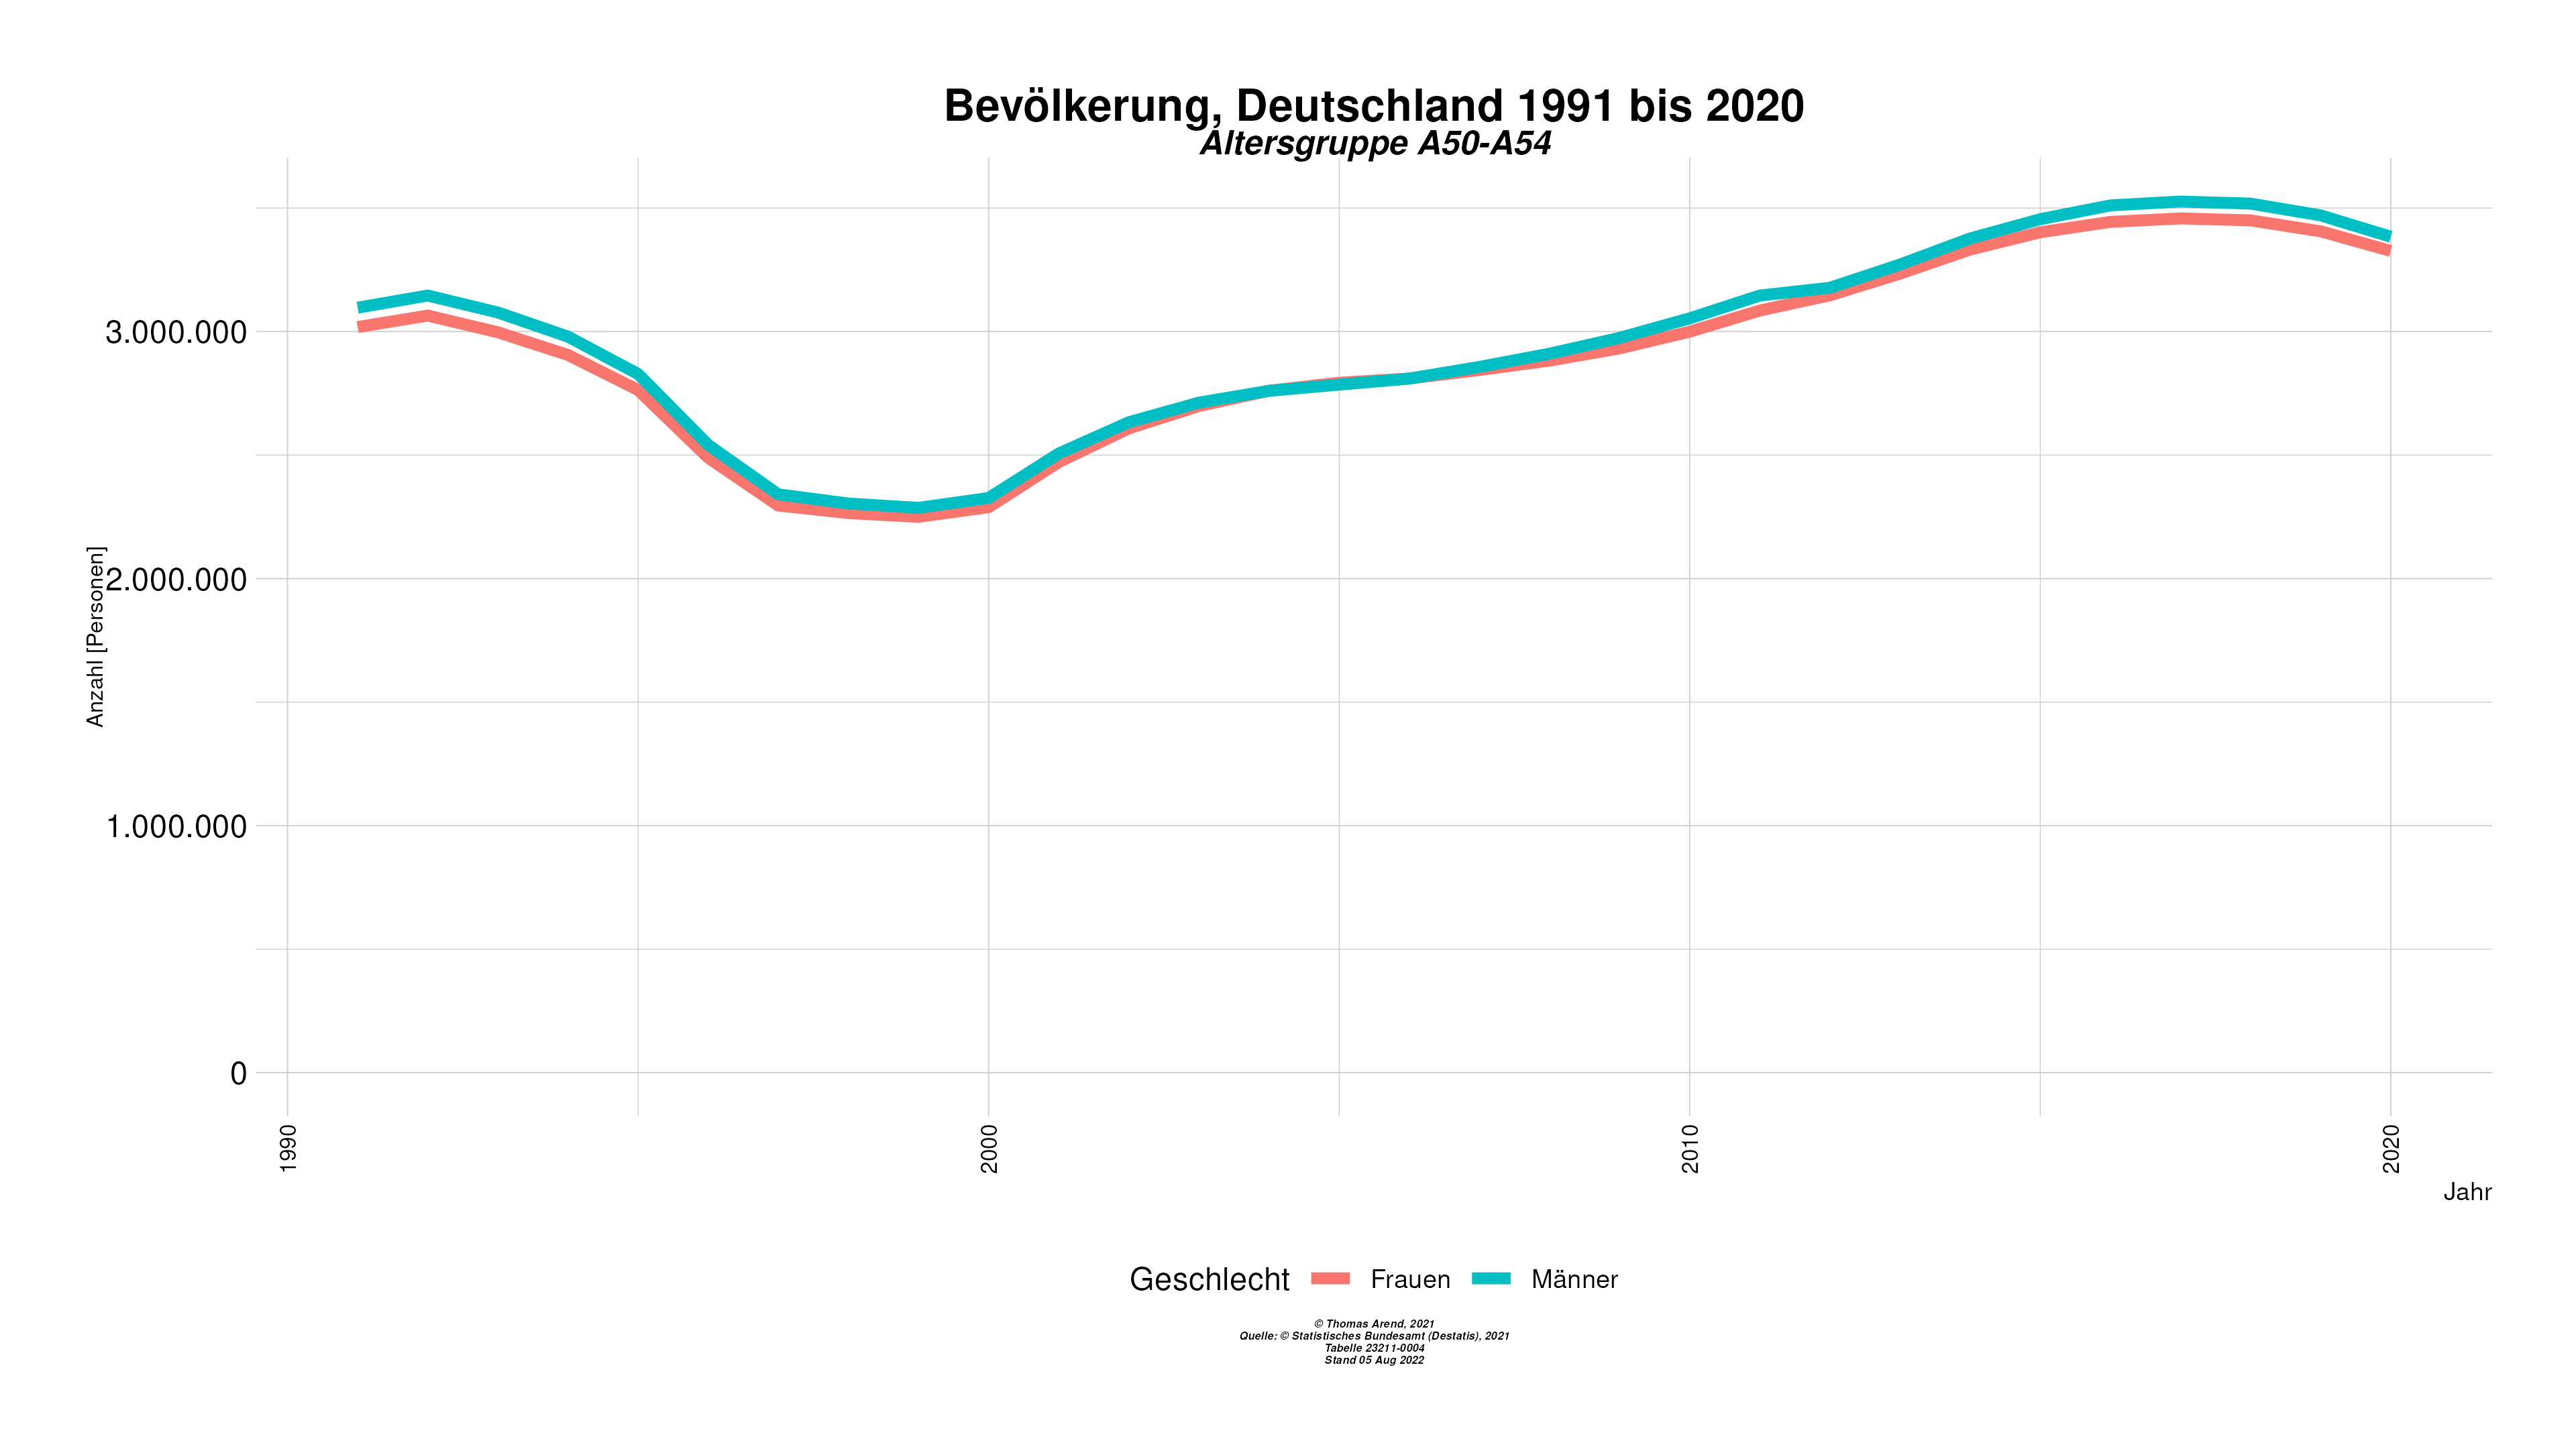 Bevölkerung, Deutschland 1991 bis 2020
Altersgruppe A50-A54
Anzahl [Personen]
3.000.000
2.000.000
1.000.000
0
1990
2000
2010
2020
Jahr
Geschlecht Frauen Männer
© Thomas Arend, 2021
Quelle: © Statistisches Bundesamt (Destatis), 2021
Tabelle 23211-0004
Stand 05 Aug 2022